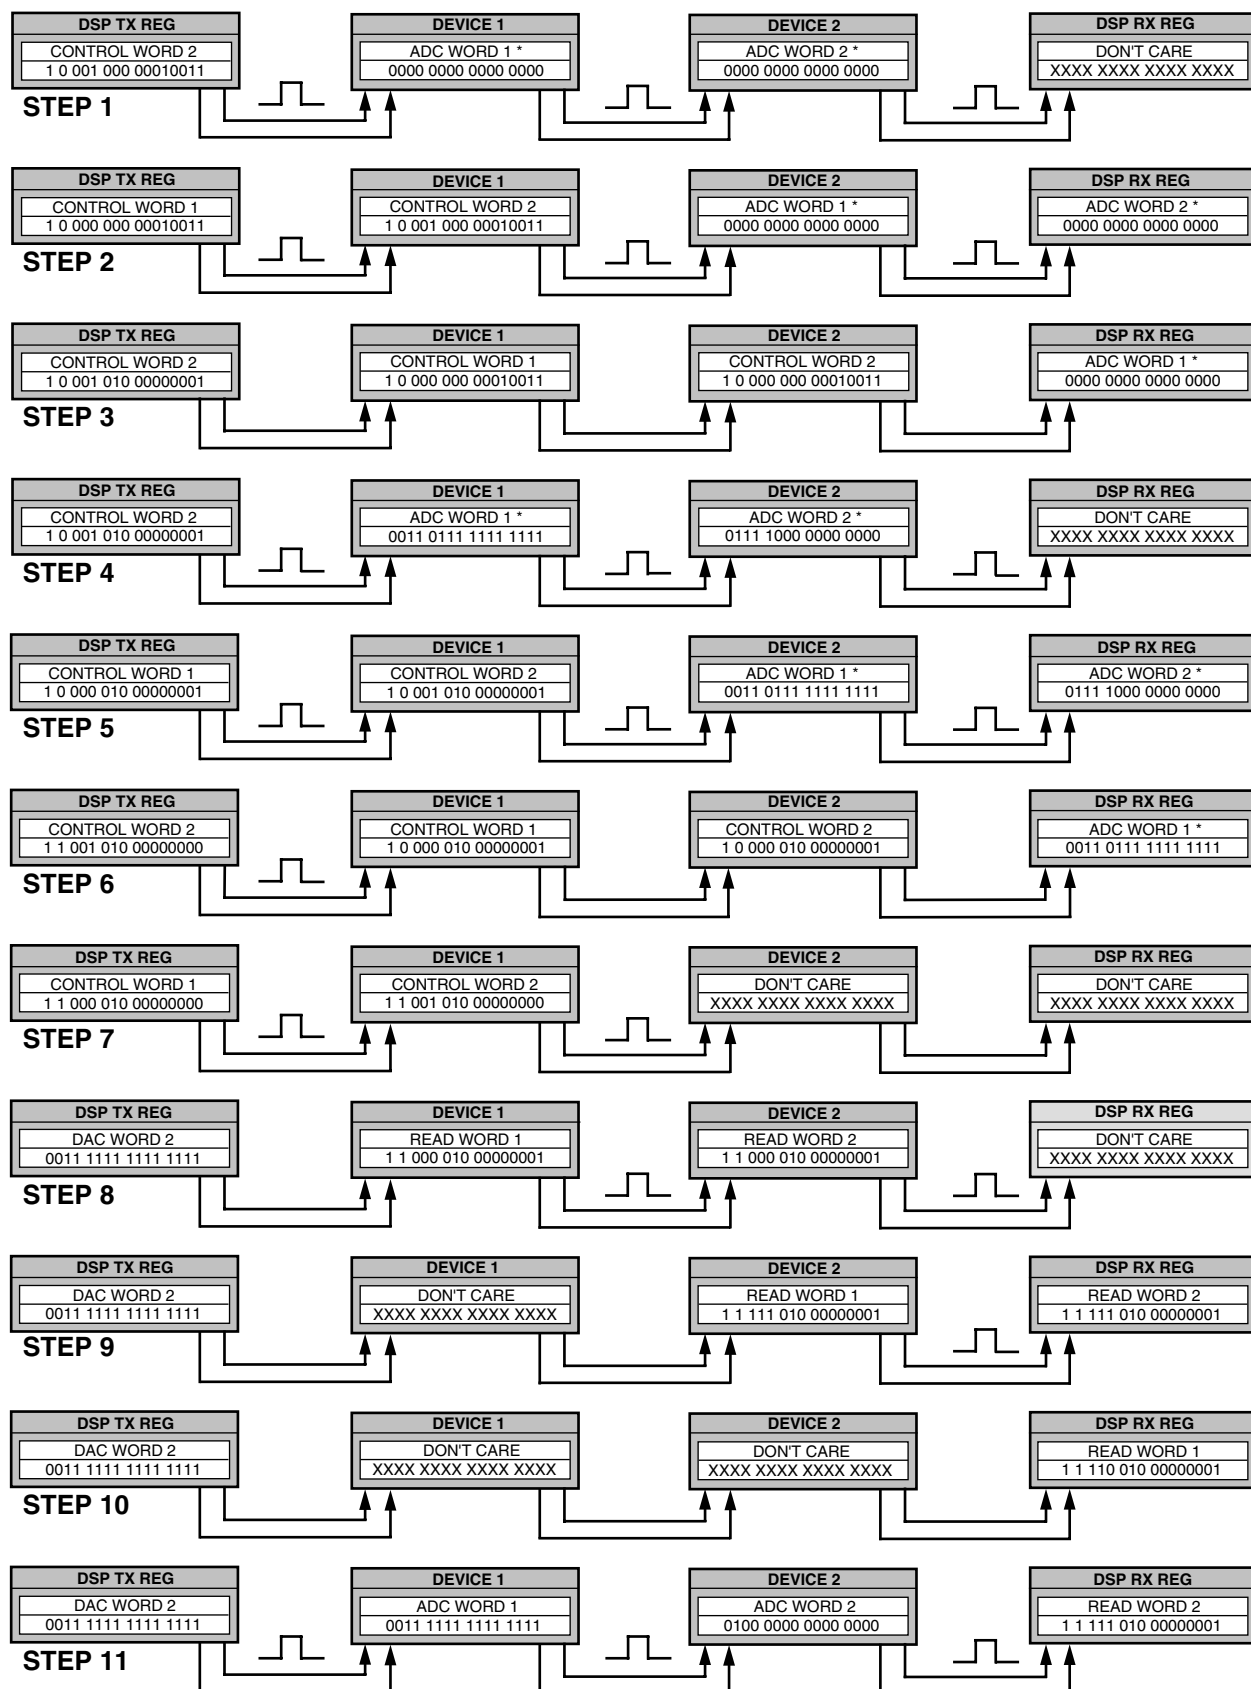 DSP TX REG
CONTROL WORD 2
1 0 001 000 00010011
DEVICE 1
ADC WORD 1 *
0000 0000 0000 0000
DEVICE 2
ADC WORD 2 *
0000 0000 0000 0000
DSP RX REG
DON'T CARE
XXXX XXXX XXXX XXXX
STEP 1
DSP TX REG
CONTROL WORD 1
1 0 000 000 00010011
DEVICE 1
CONTROL WORD 2
1 0 001 000 00010011
DEVICE 2
ADC WORD 1 *
0000 0000 0000 0000
DSP RX REG
ADC WORD 2 *
0000 0000 0000 0000
STEP 2
DSP TX REG
CONTROL WORD 2
1 0 001 010 00000001
DEVICE 1
CONTROL WORD 1
1 0 000 000 00010011
DEVICE 2
CONTROL WORD 2
1 0 000 000 00010011
DSP RX REG
ADC WORD 1 *
0000 0000 0000 0000
STEP 3
DSP TX REG
CONTROL WORD 2
1 0 001 010 00000001
DEVICE 1
ADC WORD 1 *
0011 0111 1111 1111
DEVICE 2
ADC WORD 2 *
0111 1000 0000 0000
DSP RX REG
DON'T CARE
XXXX XXXX XXXX XXXX
STEP 4
DSP TX REG
CONTROL WORD 1
1 0 000 010 00000001
DEVICE 1
CONTROL WORD 2
1 0 001 010 00000001
DEVICE 2
ADC WORD 1 *
0011 0111 1111 1111
DSP RX REG
ADC WORD 2 *
0111 1000 0000 0000
STEP 5
DSP TX REG
CONTROL WORD 2
1 1 001 010 00000000
DEVICE 1
CONTROL WORD 1
1 0 000 010 00000001
DEVICE 2
CONTROL WORD 2
1 0 000 010 00000001
DSP RX REG
ADC WORD 1 *
0011 0111 1111 1111
STEP 6
DSP TX REG
CONTROL WORD 1
1 1 000 010 00000000
DEVICE 1
CONTROL WORD 2
1 1 001 010 00000000
DEVICE 2
DON'T CARE
XXXX XXXX XXXX XXXX
DSP RX REG
DON'T CARE
XXXX XXXX XXXX XXXX
STEP 7
DSP TX REG
DAC WORD 2
0011 1111 1111 1111
DEVICE 1
READ WORD 1
1 1 000 010 00000001
DEVICE 2
READ WORD 2
1 1 000 010 00000001
DSP RX REG
DON'T CARE
XXXX XXXX XXXX XXXX
STEP 8
DSP TX REG
DAC WORD 2
0011 1111 1111 1111
DEVICE 1
DON'T CARE
XXXX XXXX XXXX XXXX
DEVICE 2
READ WORD 1
1 1 111 010 00000001
DSP RX REG
READ WORD 2
1 1 111 010 00000001
STEP 9
DSP TX REG
DAC WORD 2
0011 1111 1111 1111
DEVICE 1
DON'T CARE
XXXX XXXX XXXX XXXX
DEVICE 2
DON'T CARE
XXXX XXXX XXXX XXXX
DSP RX REG
READ WORD 1
1 1 110 010 00000001
STEP 10
DSP TX REG
DAC WORD 2
0011 1111 1111 1111
DEVICE 1
ADC WORD 1
0011 1111 1111 1111
DEVICE 2
ADC WORD 2
0100 0000 0000 0000
DSP RX REG
READ WORD 2
1 1 111 010 00000001
STEP 11